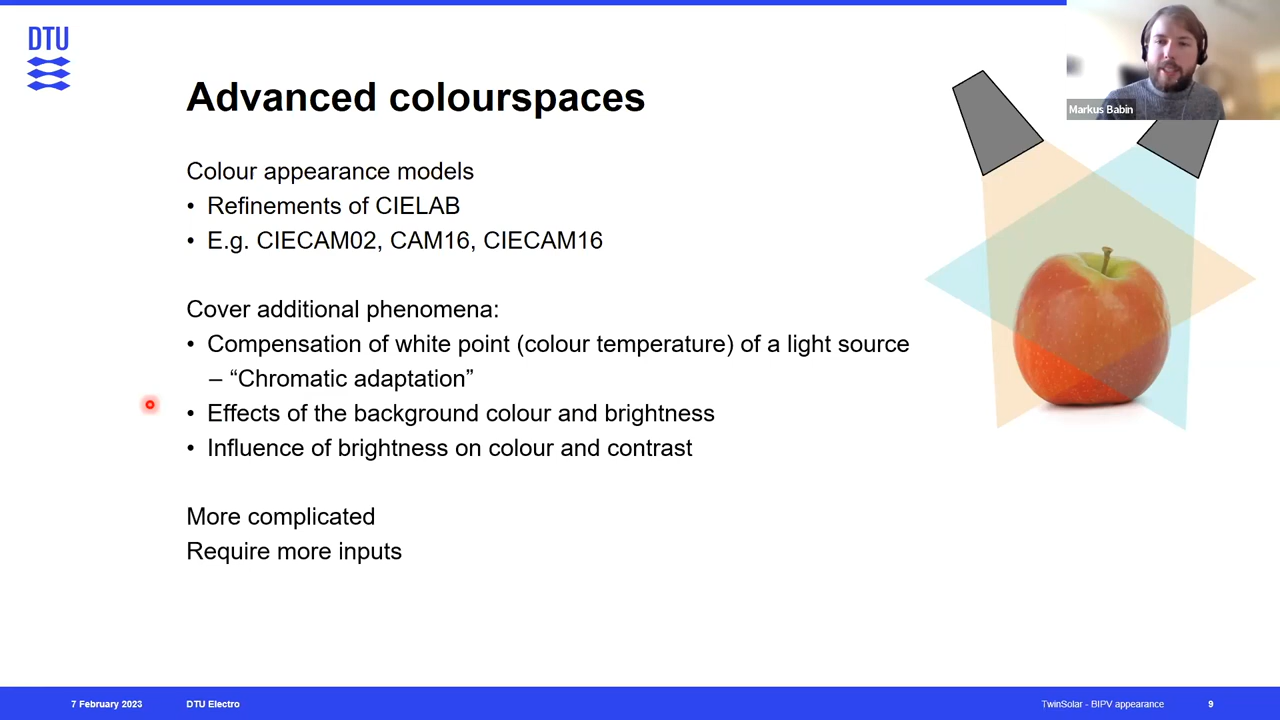 DTU
Markus Babin
Advanced colourspaces
Colour appearance models
• Refinements of CIELAB
• E.g. CIECAM02, CAM16, CIECAM16
Cover additional phenomena:
• Compensation of white point (colour temperature) of a light source
– “Chromatic adaptation”
• Effects of the background colour and brightness
• Influence of brightness on colour and contrast
More complicated
Require more inputs
7 February 2023 DTU Electro TwinSolar - BIPV appearance 9